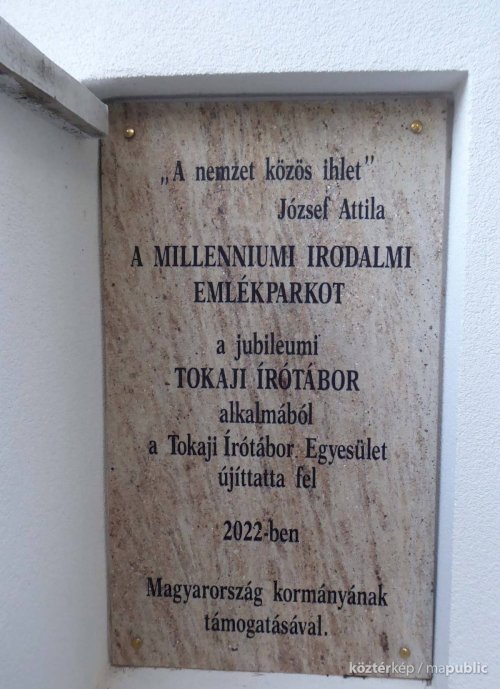 „A nemzet közös ihlet"
József Attila
A MILLENNIUMI IRODALMI
EMLÉKPARKOT
a jubileumi
TOKAJI ÍRÓTÁBOR
alkalmából
a Tokaji Írótábor Egyesület
újíttatta fel
2022-ben
Magyarország kormányának
támogatásával.
köztérkép / mapublic